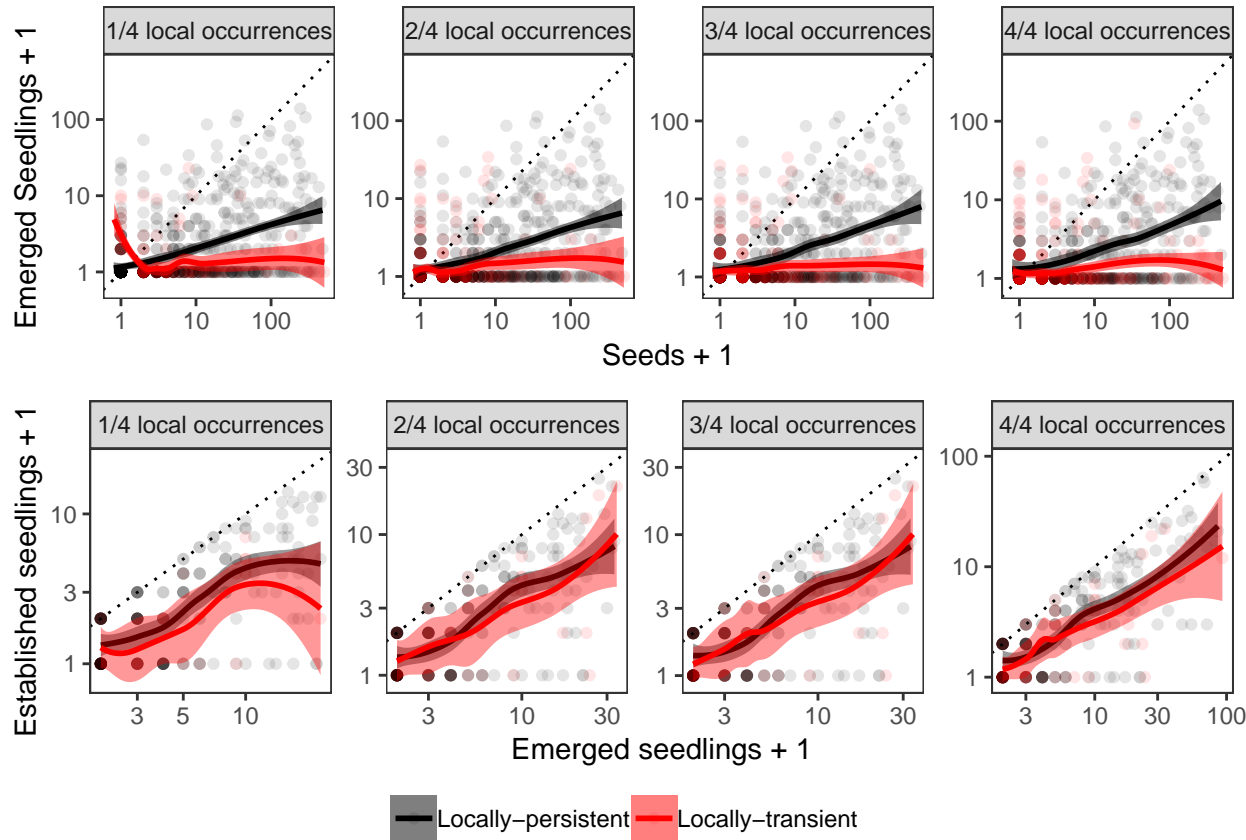 1/4 local occurrences 2/4 local occurrences 3/4 local occurrences 4/4 local occurrences
Emerged Seedlings + 1
100 100 100 100
10 10 10 10
1 1 1 1
1 10 100 1 10 100 1 10 100 1 10 100
Seeds + 1
1/4 local occurrences 2/4 local occurrences 3/4 local occurrences 4/4 local occurrences
Established seedlings + 1
10 3 1
30 10 3 1
30 10 3 1
100 10 1
3 5 10 3 10 30 3 10 30 3 10 30 100
Emerged seedlings + 1
Locally−persistent Locally−transient